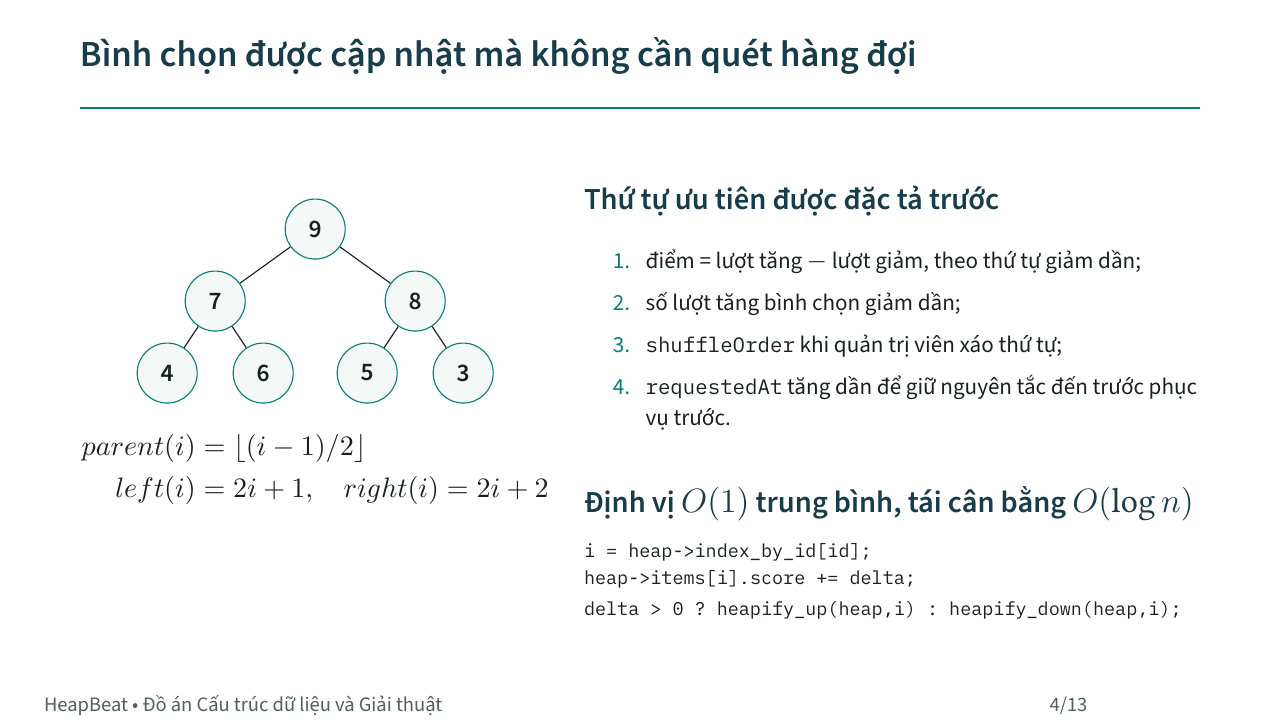 Bình chọn được cập nhật mà không cần quét hàng đợi
9
7 8
4 6 5 3
parent(i) = ⌊(i − 1)/2⌋
left(i) = 2i + 1, right(i) = 2i + 2
Thứ tự ưu tiên được đặc tả trước
1. điểm = lượt tăng − lượt giảm, theo thứ tự giảm dần;
2. số lượt tăng bình chọn giảm dần;
3. shuffleOrder khi quản trị viên xáo thứ tự;
4. requestedAt tăng dần để giữ nguyên tắc đến trước phục
vụ trước.
Định vị O(1) trung bình, tái cân bằng O(log n)
i = heap->index_by_id[id];
heap->items[i].score += delta;
delta > 0 ? heapify_up(heap,i) : heapify_down(heap,i);
HeapBeat • Đồ án Cấu trúc dữ liệu và Giải thuật
4/13